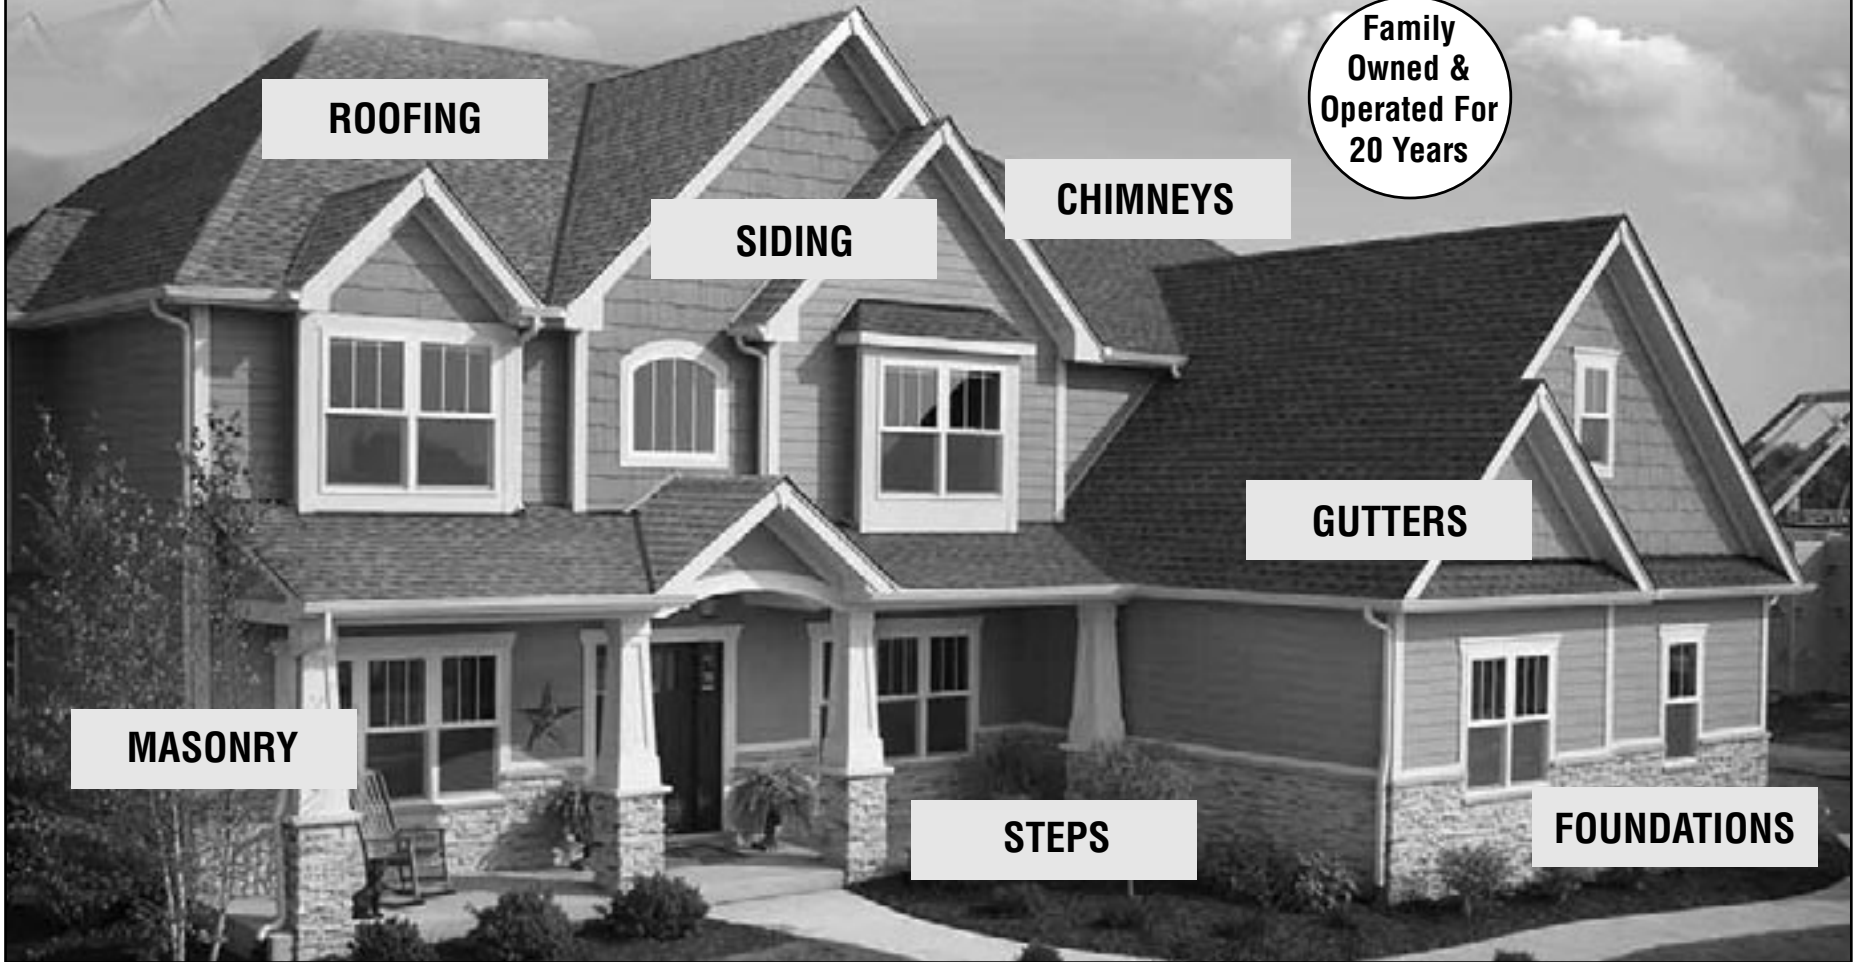 Family
Owned &
Operated For
20 Years
ROOFING
CHIMNEYS
SIDING
GUTTERS
MASONRY
STEPS
FOUNDATIONS